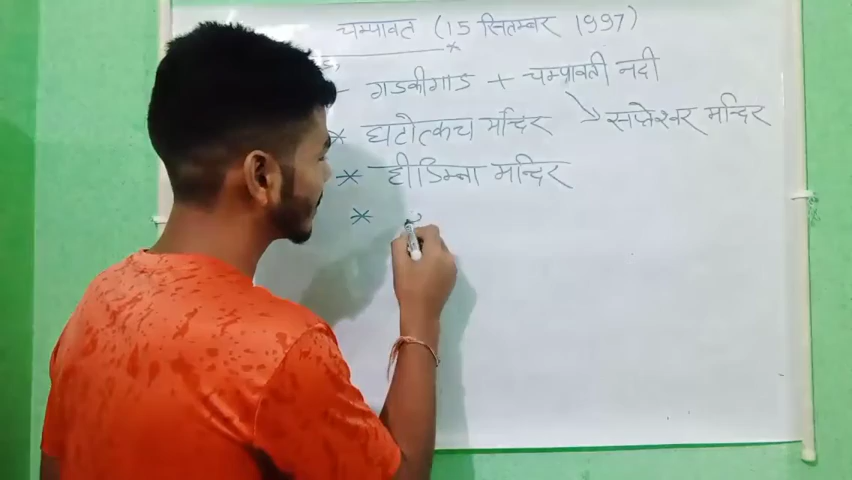 चम्पावत (15 सितम्बर 1997)
- गडकीगाड + चम्पावती नदी
* घटोत्कच मन्दिर ↘ सप्तेश्वर मन्दिर
* हीडिम्बा मन्दिर
*